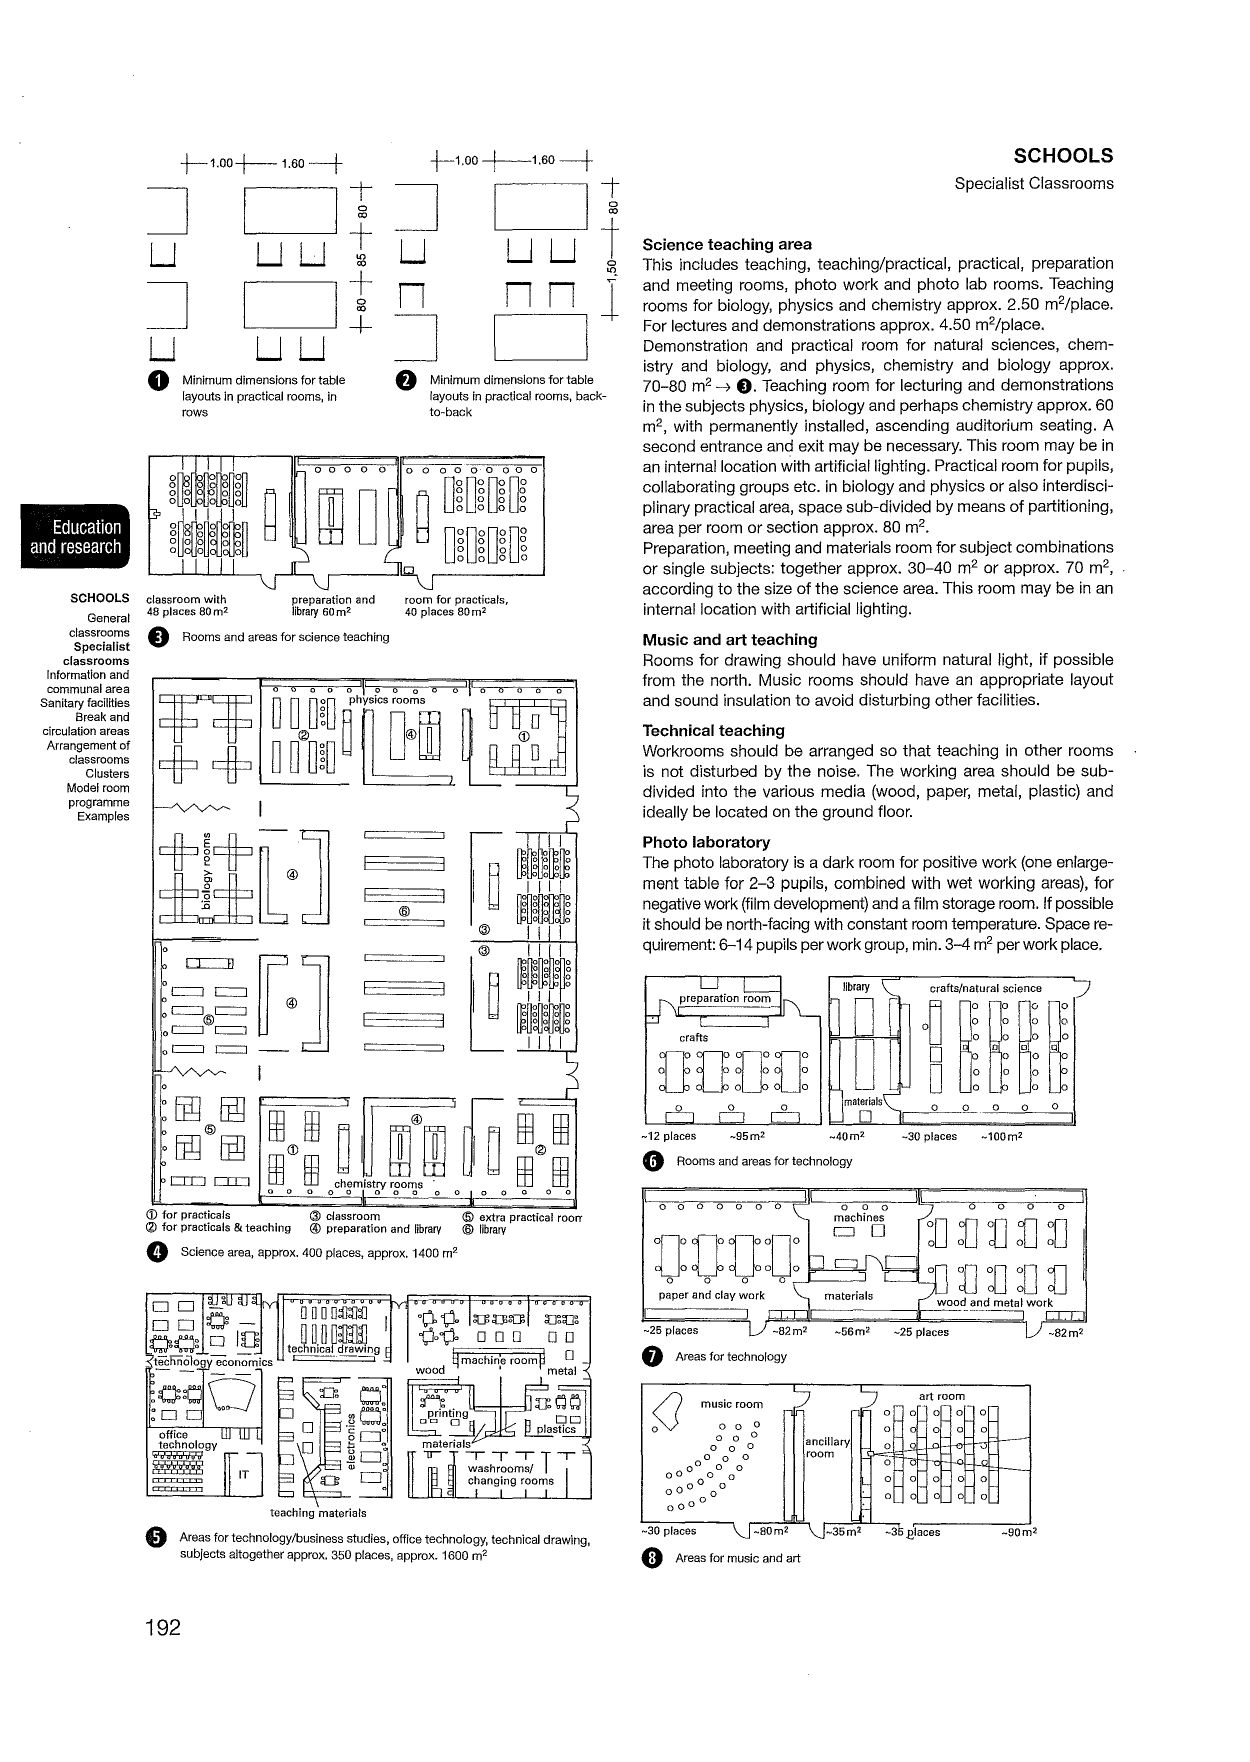 SCHOOLS
Specialist Classrooms
1.00 1.60
80
85
80
1.00 1.60
80
1,50
1 Minimum dimensions for table
layouts in practical rooms, in
rows
2 Minimum dimensions for table
layouts in practical rooms, back-
to-back
Education
and research
SCHOOLS
General
classrooms
Specialist
classrooms
Information and
communal area
Sanitary facilities
Break and
circulation areas
Arrangement of
classrooms
Clusters
Model room
programme
Examples
classroom with
48 places 80 m²
preparation and
library 60 m²
room for practicals,
40 places 80 m²
3 Rooms and areas for science teaching
physics rooms
②
④
①
biology rooms
④
⑥
③
③
⑤
④
⑤
①
④
②
chemistry rooms
① for practicals
② for practicals & teaching
③ classroom
④ preparation and library
⑤ extra practical room
⑥ library
4 Science area, approx. 400 places, approx. 1400 m²
technology economics
technical drawing
wood
machine room
metal
printing
plastics
office
technology
IT
electronics
materials
washrooms/
changing rooms
teaching materials
5 Areas for technology/business studies, office technology, technical drawing,
subjects altogether approx. 350 places, approx. 1600 m²
192
Science teaching area
This includes teaching, teaching/practical, practical, preparation
and meeting rooms, photo work and photo lab rooms. Teaching
rooms for biology, physics and chemistry approx. 2.50 m²/place.
For lectures and demonstrations approx. 4.50 m²/place.
Demonstration and practical room for natural sciences, chem-
istry and biology, and physics, chemistry and biology approx.
70–80 m² → 3. Teaching room for lecturing and demonstrations
in the subjects physics, biology and perhaps chemistry approx. 60
m², with permanently installed, ascending auditorium seating. A
second entrance and exit may be necessary. This room may be in
an internal location with artificial lighting. Practical room for pupils,
collaborating groups etc. in biology and physics or also interdisci-
plinary practical area, space sub-divided by means of partitioning,
area per room or section approx. 80 m².
Preparation, meeting and materials room for subject combinations
or single subjects: together approx. 30–40 m² or approx. 70 m²,
according to the size of the science area. This room may be in an
internal location with artificial lighting.
Music and art teaching
Rooms for drawing should have uniform natural light, if possible
from the north. Music rooms should have an appropriate layout
and sound insulation to avoid disturbing other facilities.
Technical teaching
Workrooms should be arranged so that teaching in other rooms
is not disturbed by the noise. The working area should be sub-
divided into the various media (wood, paper, metal, plastic) and
ideally be located on the ground floor.
Photo laboratory
The photo laboratory is a dark room for positive work (one enlarge-
ment table for 2–3 pupils, combined with wet working areas), for
negative work (film development) and a film storage room. If possible
it should be north-facing with constant room temperature. Space re-
quirement: 6–14 pupils per work group, min. 3–4 m² per work place.
preparation room
library
crafts/natural science
crafts
materials
~12 places ~95 m² ~40 m² ~30 places ~100 m²
6 Rooms and areas for technology
machines
paper and clay work
materials
wood and metal work
~25 places ~82 m² ~56 m² ~25 places ~82 m²
7 Areas for technology
music room
art room
ancillary
room
~30 places ~80 m² ~35 m² ~35 places ~90 m²
8 Areas for music and art